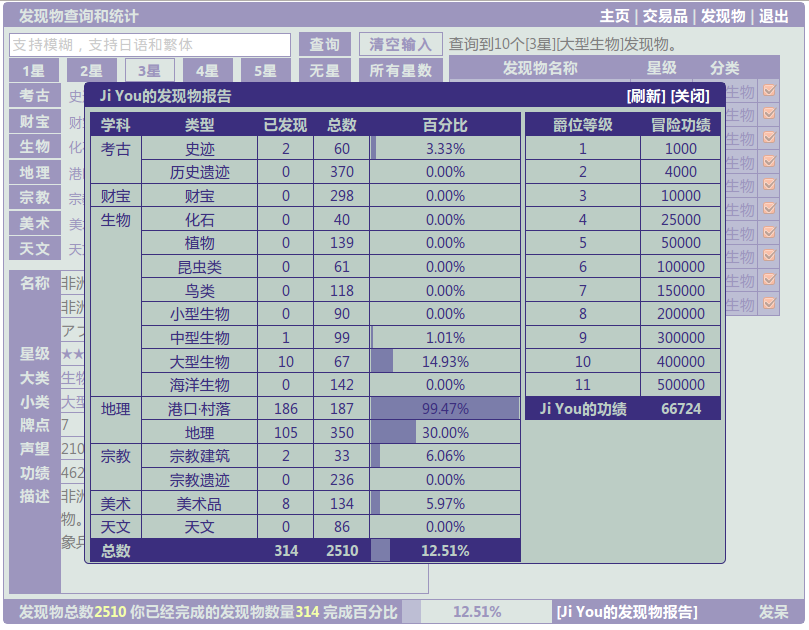 发现物查询和统计 主页 | 交易品 | 发现物 | 退出
支持模糊，支持日语和繁体 查询 清空输入 查询到10个[3星][大型生物]发现物。
1星 2星 3星 4星 5星 无星 所有星数 发现物名称 星级 分类
Ji You的发现物报告 [刷新] [关闭]
学科 类型 已发现 总数 百分比 爵位等级 冒险功绩
考古 史迹 2 60 3.33% 1 1000
历史遗迹 0 370 0.00% 2 4000
财宝 财宝 0 298 0.00% 3 10000
生物 化石 0 40 0.00% 4 25000
植物 0 139 0.00% 5 50000
昆虫类 0 61 0.00% 6 100000
鸟类 0 118 0.00% 7 150000
小型生物 0 90 0.00% 8 200000
中型生物 1 99 1.01% 9 300000
大型生物 10 67 14.93% 10 400000
海洋生物 0 142 0.00% 11 500000
地理 港口·村落 186 187 99.47% Ji You的功绩 66724
地理 105 350 30.00%
宗教 宗教建筑 2 33 6.06%
宗教遗迹 0 236 0.00%
美术 美术品 8 134 5.97%
天文 天文 0 86 0.00%
总数 314 2510 12.51%
考古 史
财宝 财
生物 化
地理 港
宗教 宗
美术 美
天文 天
名称 非洲
非洲
アフ
星级 ★★
大类 生物
小类 大型
牌点 7
声望 210
功绩 462
描述 非洲
物。
象兵
生物
生物
生物
生物
生物
生物
生物
生物
生物
生物
发现物总数2510 你已经完成的发现物数量314 完成百分比 12.51% [Ji You的发现物报告] 发呆